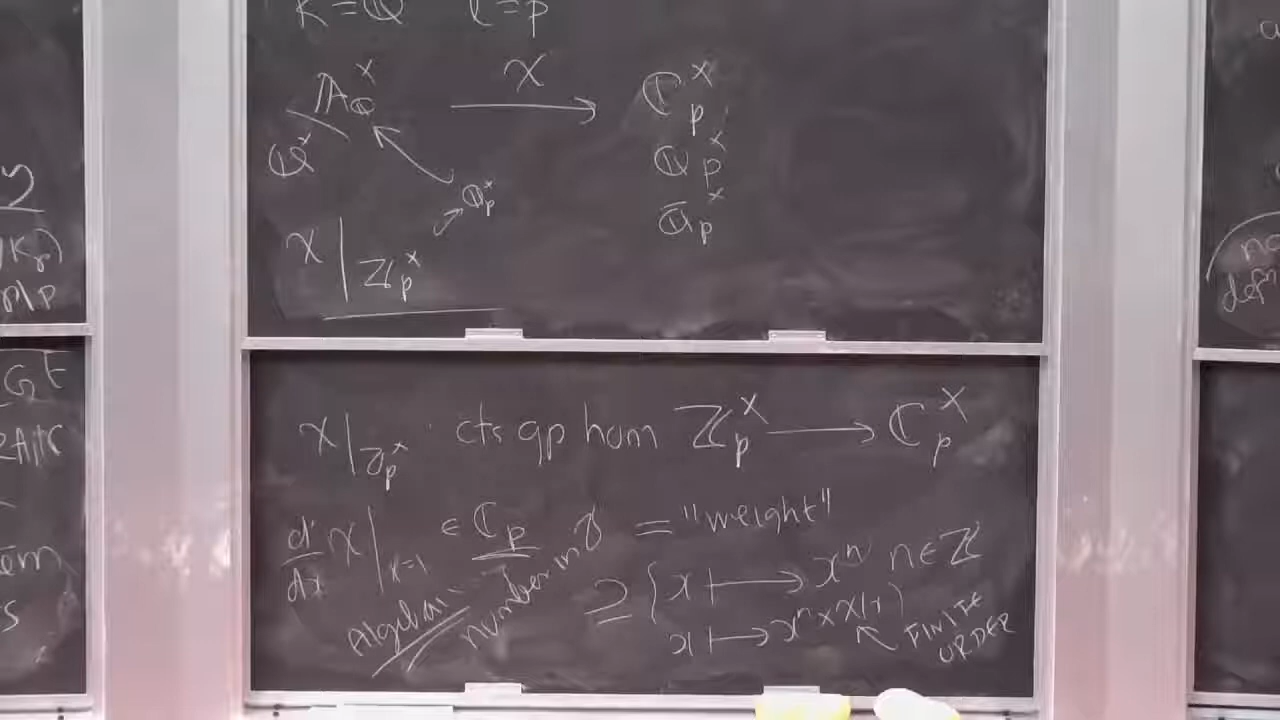 K = ℚ ℓ = p
𝔸_ℚ^× —χ→ ℂ_p^×
ℚ^×
ℚ_p^×
ℚ_p^×
ℚ̄_p^×
χ|ℤ_p^×
χ|ℤ_p^× cts gp hom ℤ_p^× ⟶ ℂ_p^×
d/dx χ|_{x=1} ∈ ℂ_p = "weight"
Algebraic number in
⊇ { x ⟼ x^n n ∈ ℤ
x ⟼ x^n × χ(x)
FINITE
ORDER